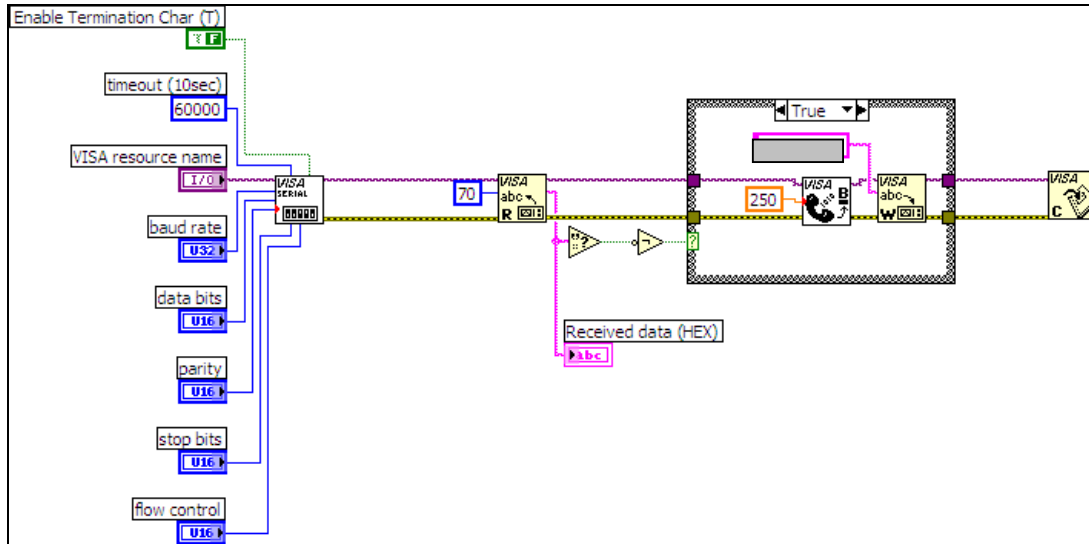 Enable Termination Char (T)
F
timeout (10sec)
60000
VISA resource name
I/O
VISA
SERIAL
baud rate
U32
data bits
U16
parity
U16
stop bits
U16
flow control
U16
70
VISA
abc
R
?
Received data (HEX)
abc
True
?
250
VISA
B
VISA
abc
W
VISA
C